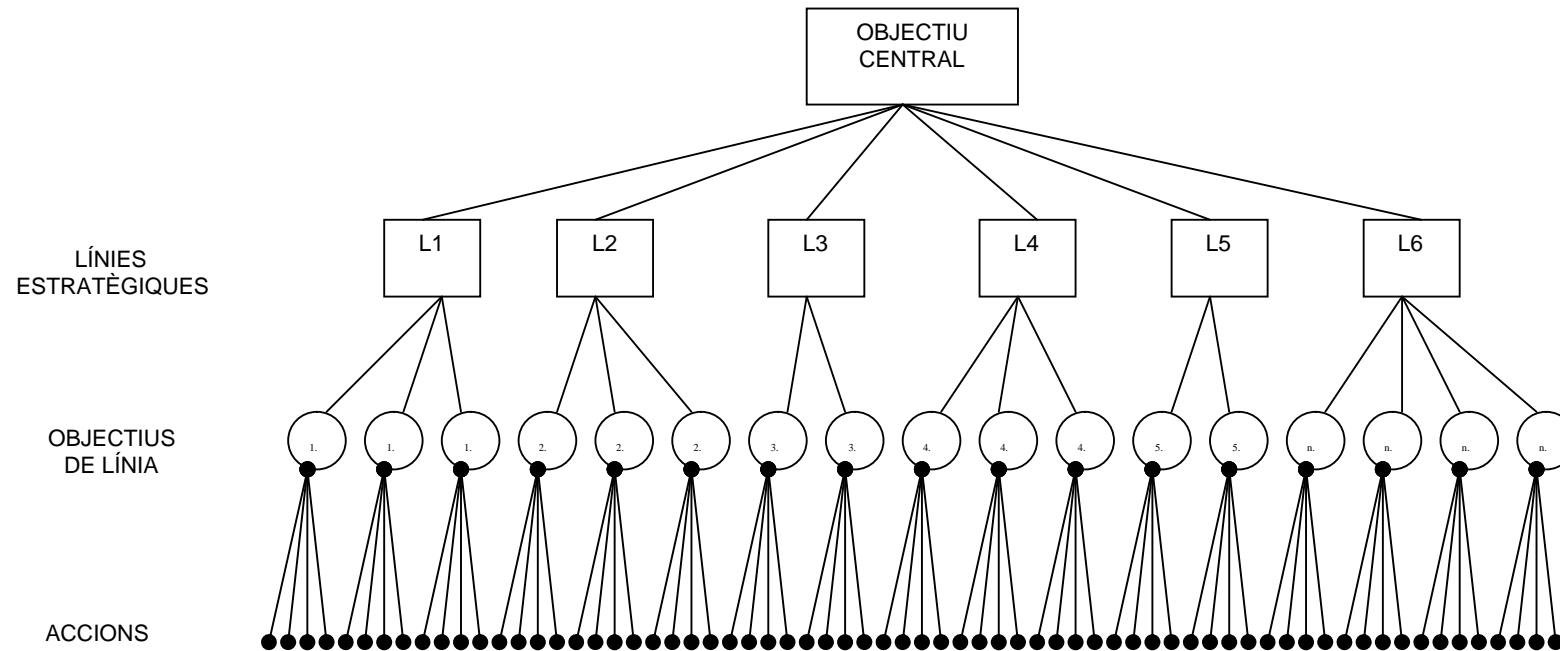 OBJECTIU
CENTRAL
L1 L2 L3 L4 L5 L6
LÍNIES
ESTRATÈGIQUES
OBJECTIUS
DE LÍNIA
1. 1. 1. 2. 2. 2. 3. 3. 4. 4. 4. 5. 5. n. n. n. n.
ACCIONS